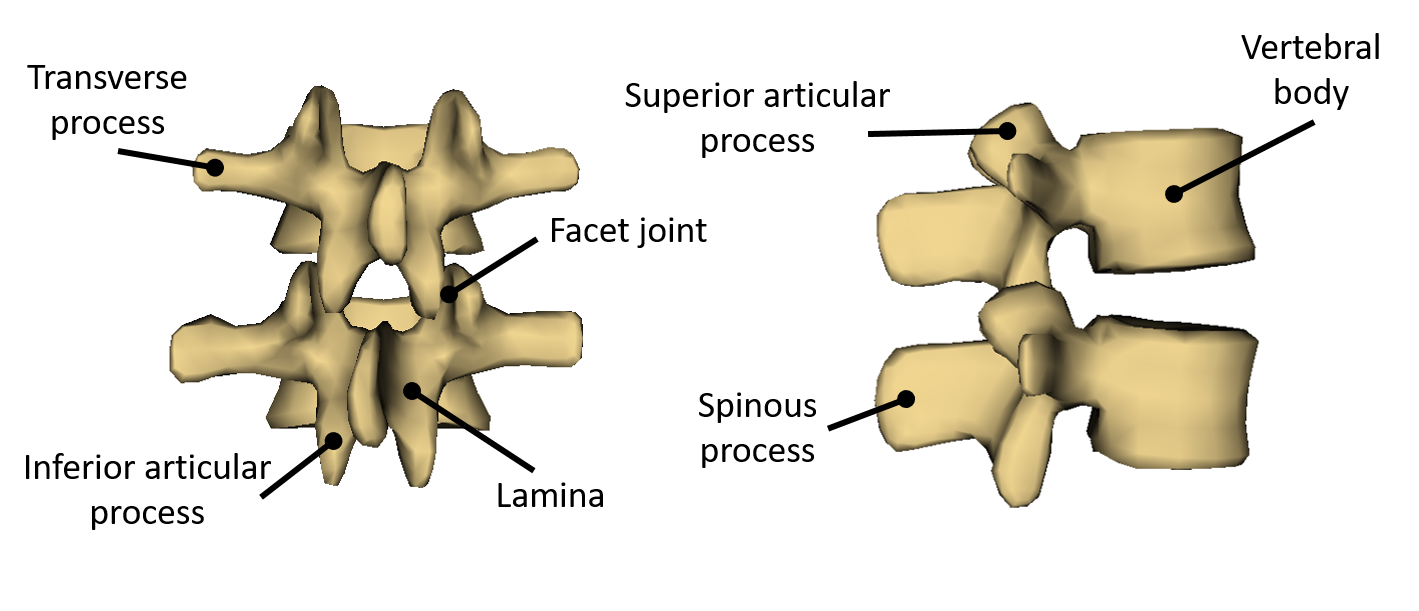 Transverse
process
Facet joint
Inferior articular
process
Lamina
Superior articular
process
Vertebral
body
Spinous
process